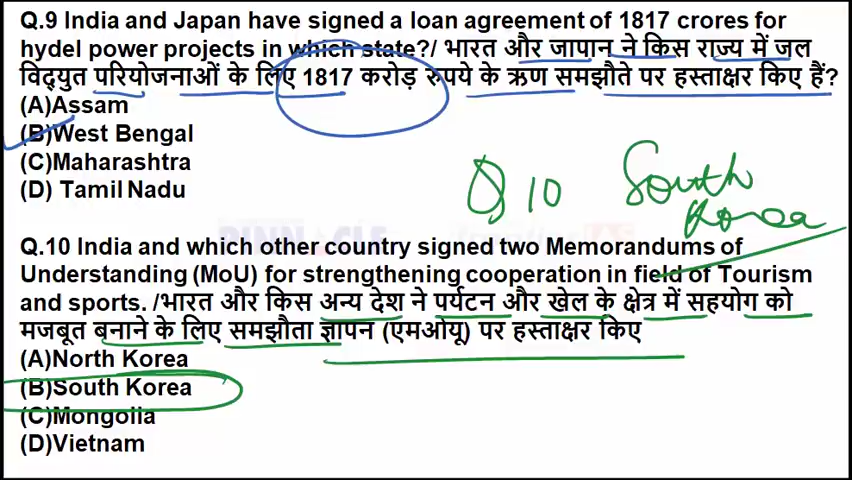 Q.9 India and Japan have signed a loan agreement of 1817 crores for
hydel power projects in which state?/ भारत और जापान ने किस राज्य में जल
विद्युत परियोजनाओं के लिए 1817 करोड़ रुपये के ऋण समझौते पर हस्ताक्षर किए हैं?
(A)Assam
(B)West Bengal
(C)Maharashtra
(D) Tamil Nadu
Q 10 South
Korea
Q.10 India and which other country signed two Memorandums of
Understanding (MoU) for strengthening cooperation in field of Tourism
and sports. /भारत और किस अन्य देश ने पर्यटन और खेल के क्षेत्र में सहयोग को
मजबूत बनाने के लिए समझौता ज्ञापन (एमओयू) पर हस्ताक्षर किए
(A)North Korea
(B)South Korea
(C)Mongolia
(D)Vietnam